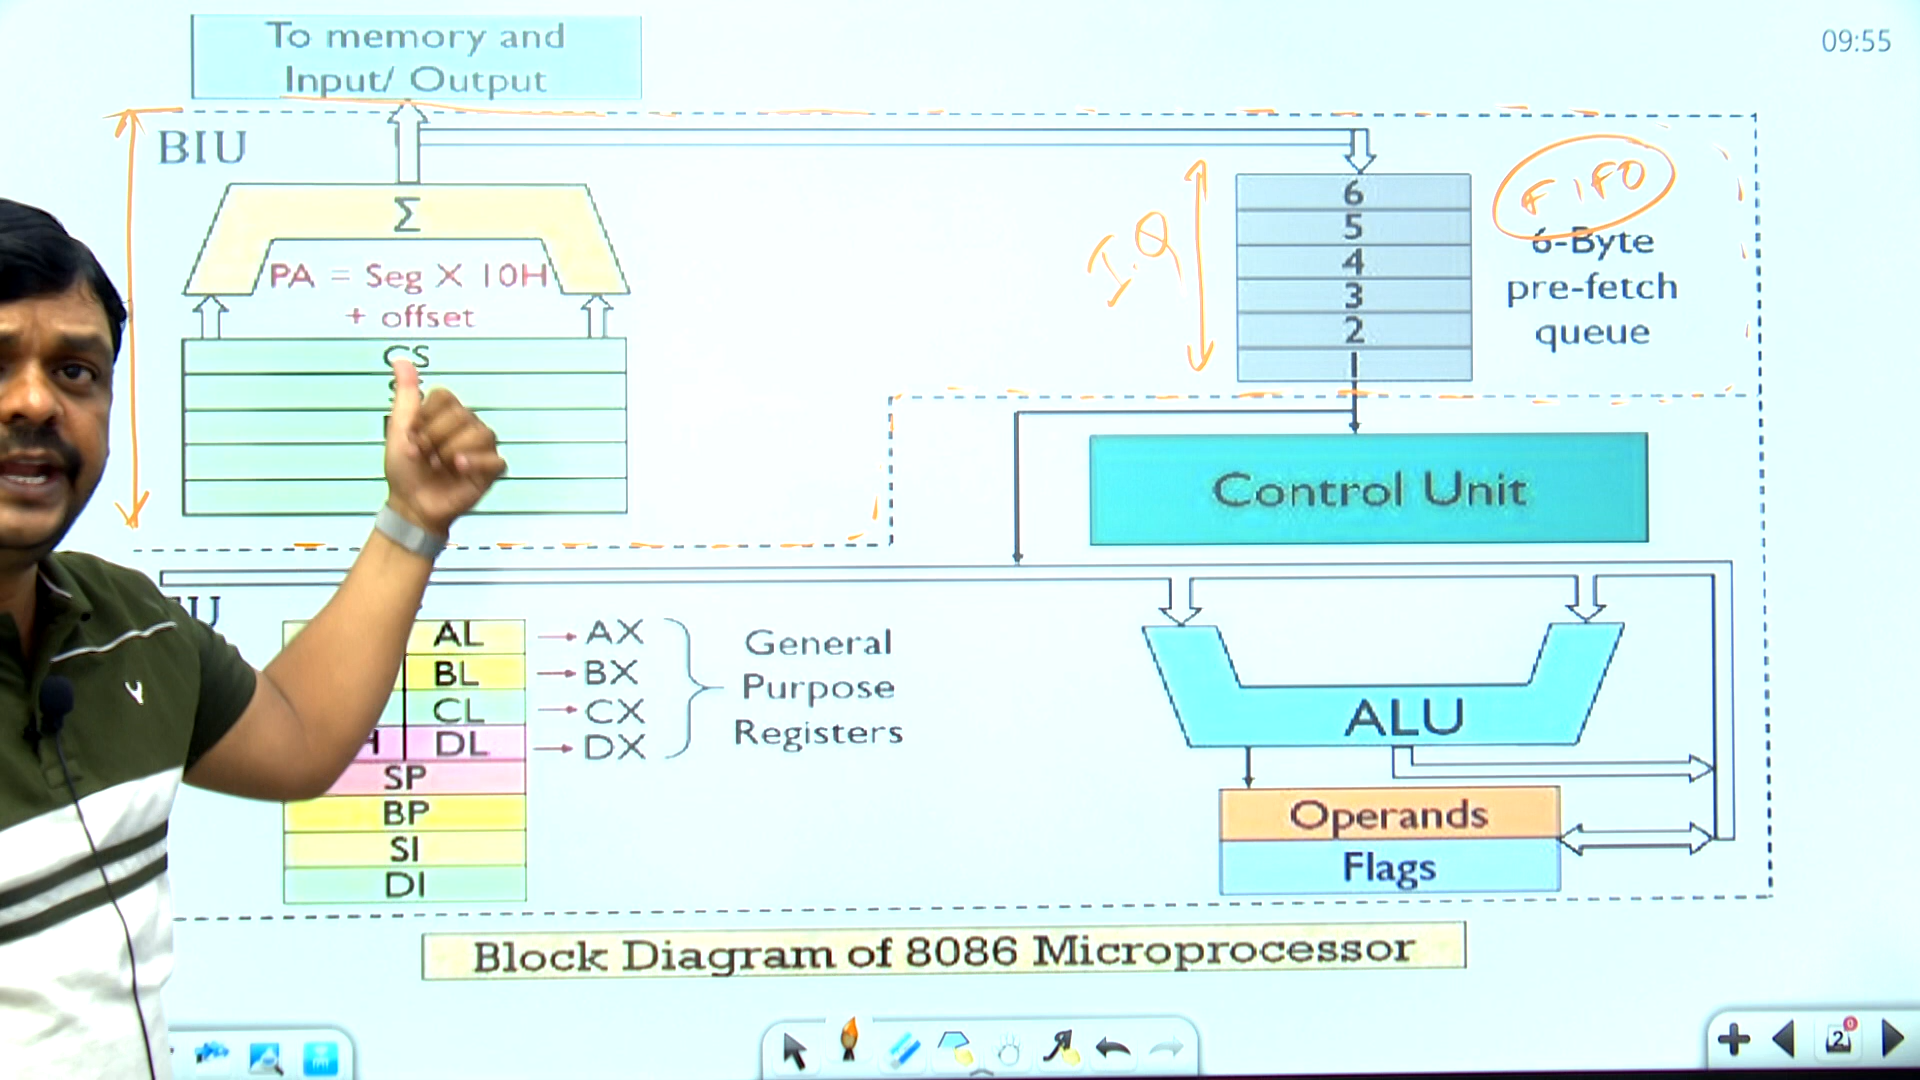 To memory and
Input/ Output
09:55
BIU
Σ
PA = Seg X 10H
+ offset
CS
I.Q
6
5
4
3
2
1
FIFO
6-Byte
pre-fetch
queue
Control Unit
AL
BL
CL
DL
SP
BP
SI
DI
AX
BX
CX
DX
General
Purpose
Registers
ALU
Operands
Flags
Block Diagram of 8086 Microprocessor
2
0